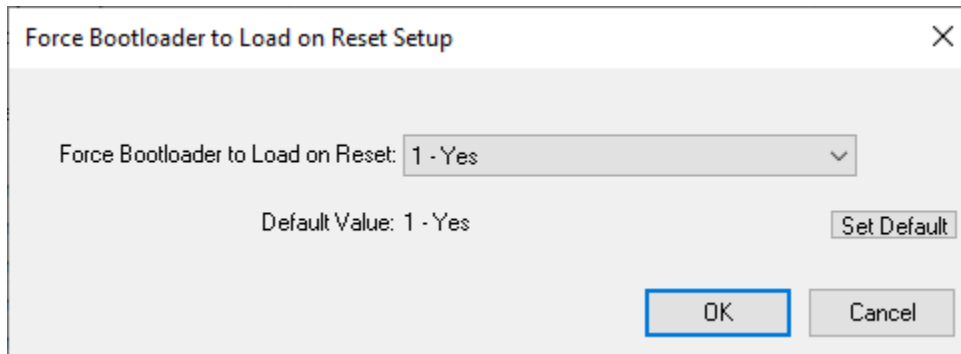 Force Bootloader to Load on Reset Setup
Force Bootloader to Load on Reset: 1 - Yes
Default Value: 1 - Yes
Set Default
OK
Cancel